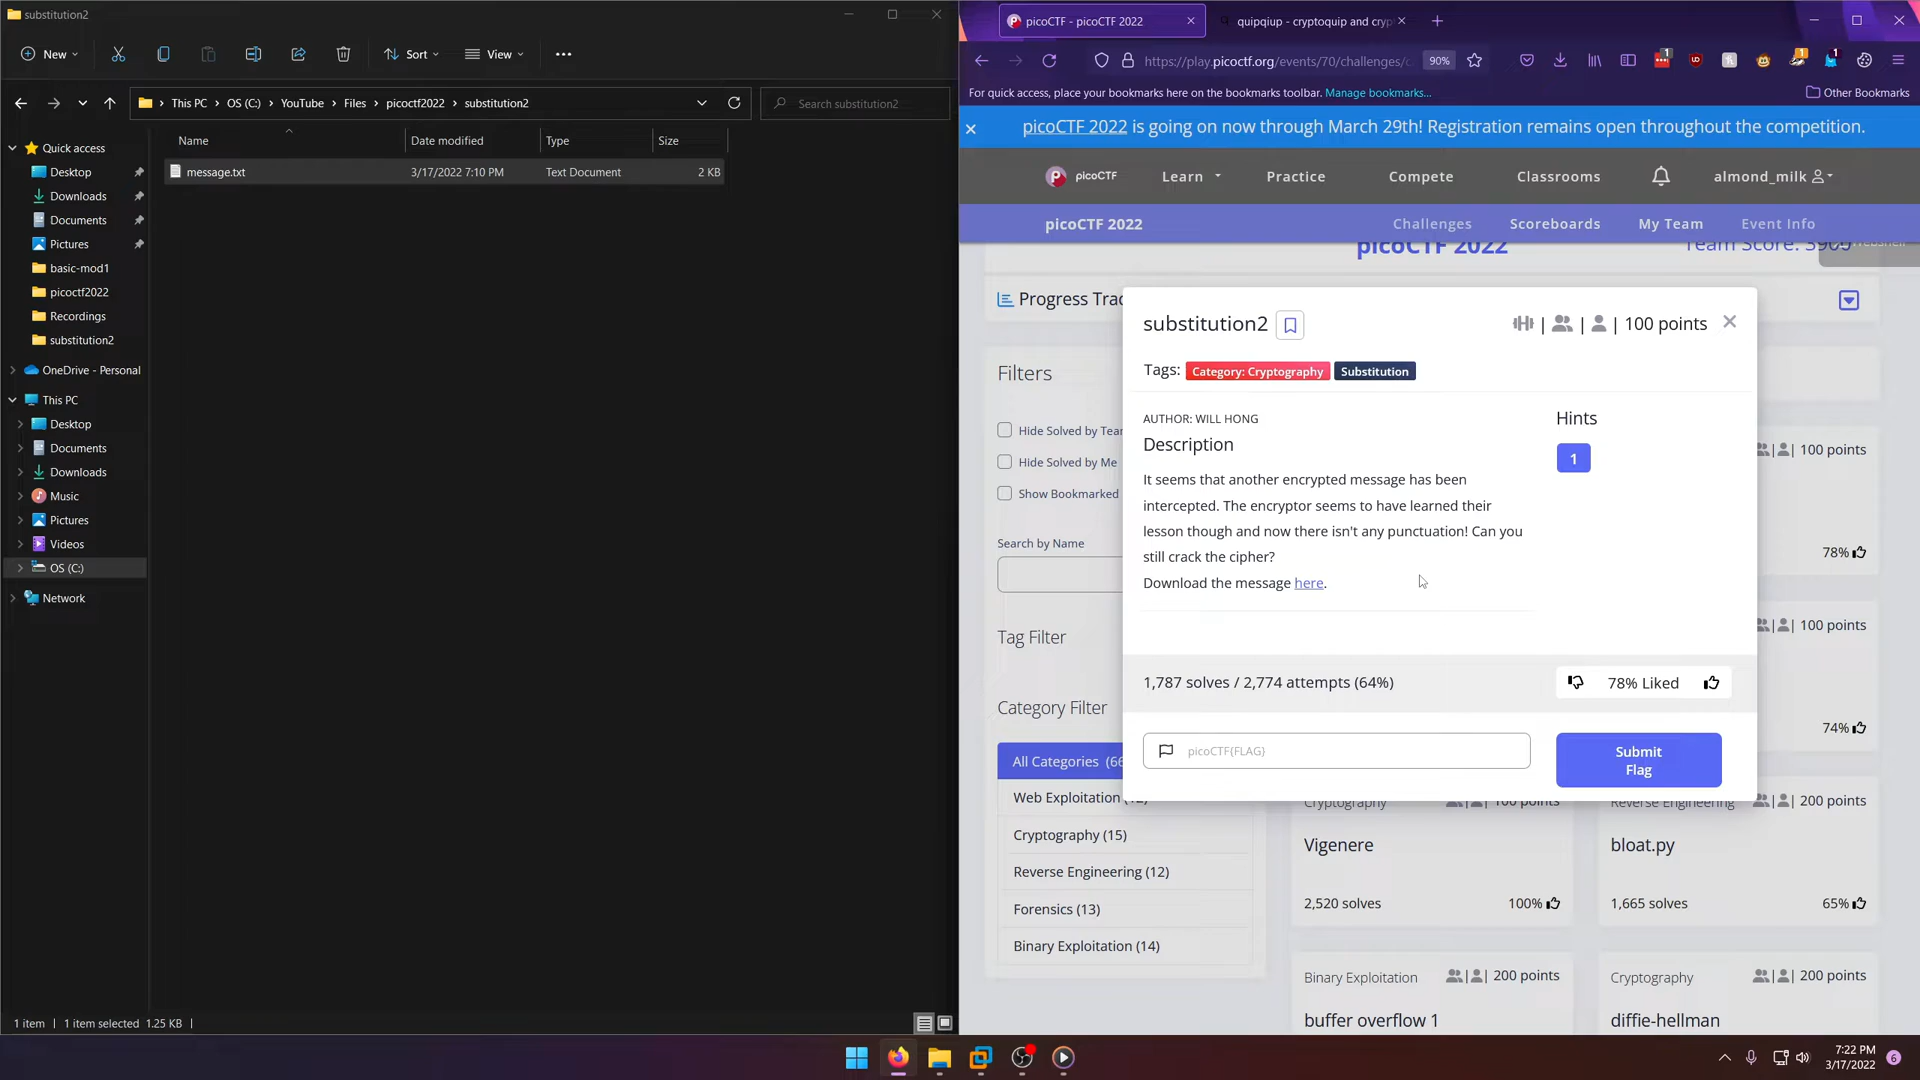 substitution2
New
Sort
View
This PC
OS (C:)
YouTube
Files
picoctf2022
substitution2
Search substitution2
Name
Date modified
Type
Size
message.txt
3/17/2022 7:10 PM
Text Document
2 KB
Quick access
Desktop
Downloads
Documents
Pictures
basic-mod1
picoctf2022
Recordings
substitution2
OneDrive - Personal
This PC
Desktop
Documents
Downloads
Music
Pictures
Videos
OS (C:)
Network
1 item
1 item selected 1.25 KB
picoCTF - picoCTF 2022
quipqiup - cryptoquip and cryp
https://play.picoctf.org/events/70/challenges/
90%
For quick access, place your bookmarks here on the bookmarks toolbar. Manage bookmarks...
Other Bookmarks
picoCTF 2022 is going on now through March 29th! Registration remains open throughout the competition.
picoCTF
Learn
Practice
Compete
Classrooms
almond_milk
picoCTF 2022
Challenges
Scoreboards
My Team
Event Info
picoCTF 2022
Team Score: 3900
Progress Trac
Filters
Hide Solved by Tea
Hide Solved by Me
Show Bookmarked
Search by Name
Tag Filter
Category Filter
All Categories (66
Web Exploitation
Cryptography (15)
Reverse Engineering (12)
Forensics (13)
Binary Exploitation (14)
substitution2
| | | 100 points
Tags: Category: Cryptography Substitution
AUTHOR: WILL HONG
Description
It seems that another encrypted message has been
intercepted. The encryptor seems to have learned their
lesson though and now there isn't any punctuation! Can you
still crack the cipher?
Download the message here.
Hints
1
1,787 solves / 2,774 attempts (64%)
78% Liked
picoCTF{FLAG}
Submit
Flag
100 points
78%
100 points
74%
Cryptography
100 points
Vigenere
2,520 solves
100%
Reverse Engineering
200 points
bloat.py
1,665 solves
65%
Binary Exploitation
200 points
buffer overflow 1
Cryptography
200 points
diffie-hellman
7:22 PM
3/17/2022
6